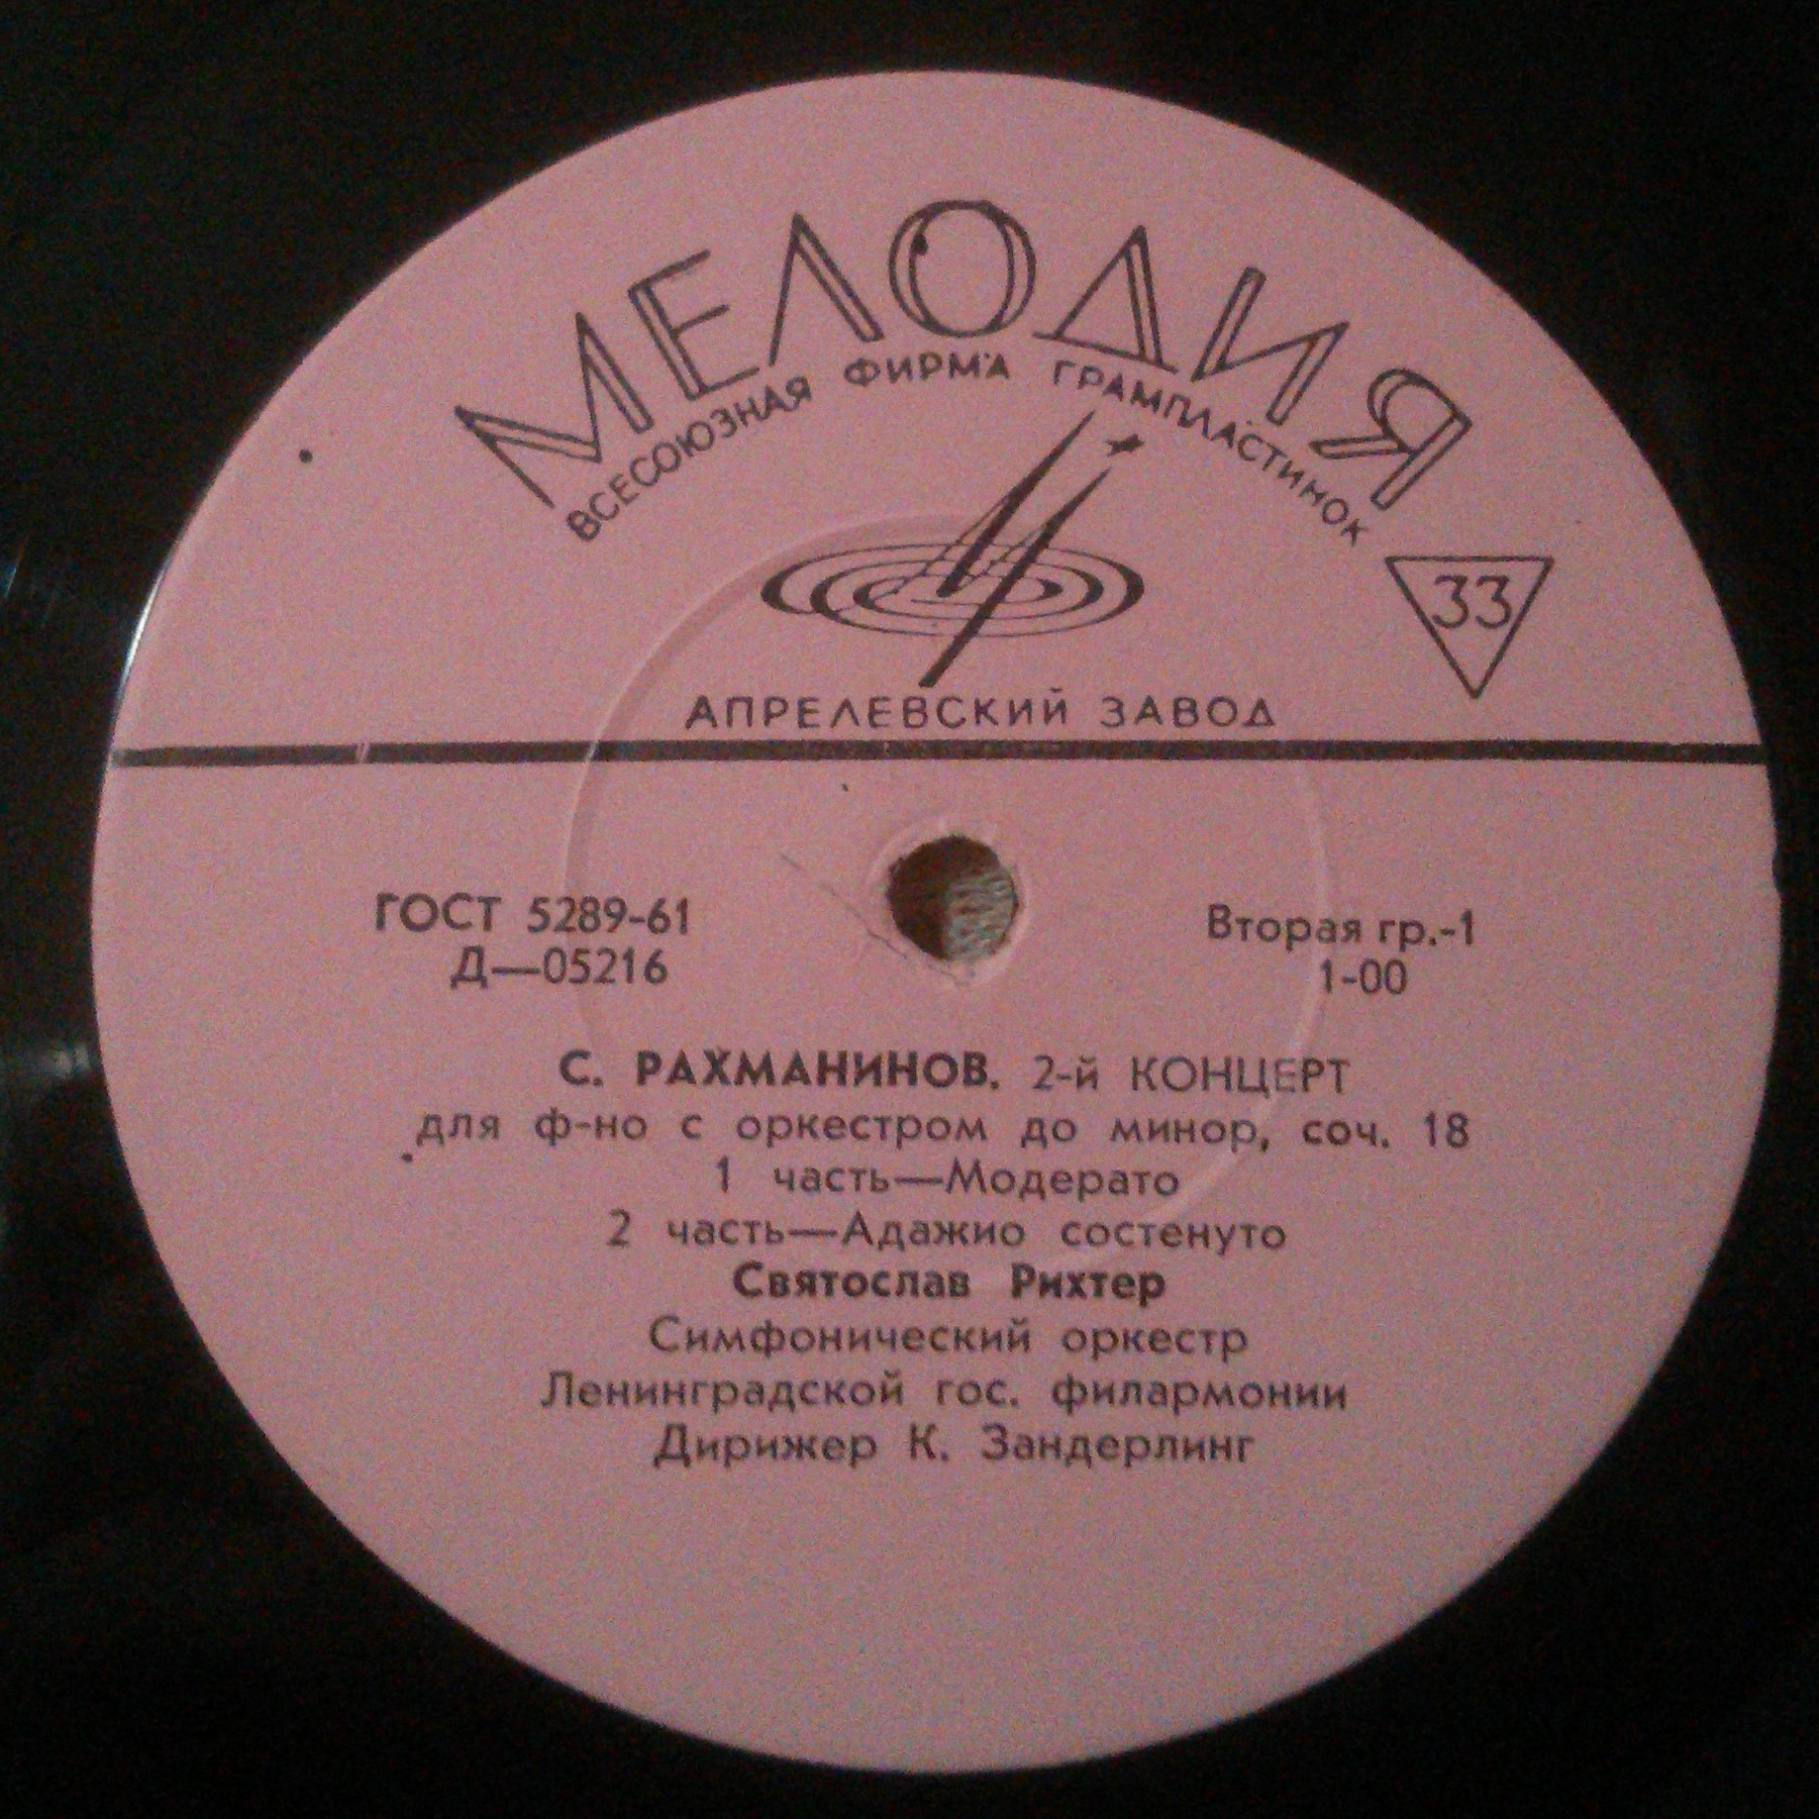 МЕЛОДИЯ
ВСЕСОЮЗНАЯ ФИРМА ГРАМПЛАСТИНОК
33
АПРЕЛЕВСКИЙ ЗАВОД
ГОСТ 5289-61
Д—05216
Вторая гр.-1
1-00
С. РАХМАНИНОВ. 2-й КОНЦЕРТ
для ф-но с оркестром до минор, соч. 18
1 часть—Модерато
2 часть—Адажио состенуто
Святослав Рихтер
Симфонический оркестр
Ленинградской гос. филармонии
Дирижер К. Зандерлинг